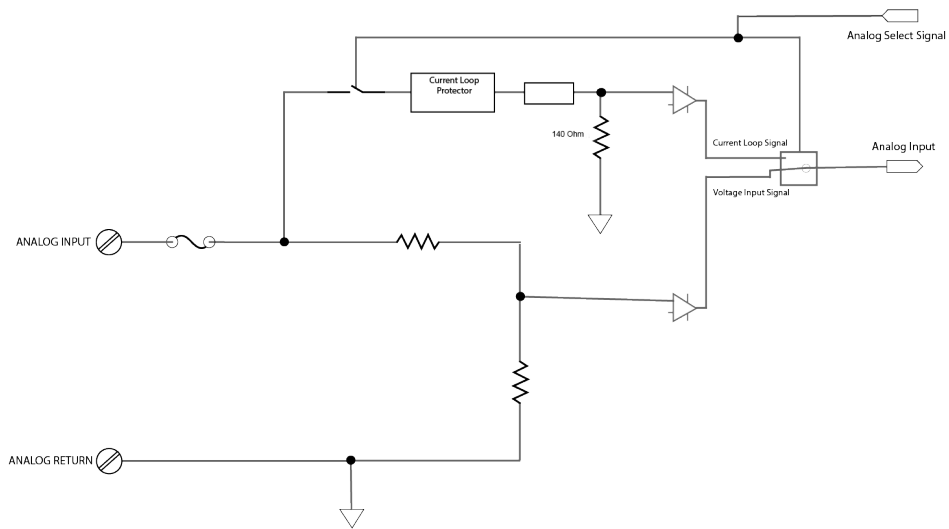 Analog Select Signal
Current Loop
Protector
140 Ohm
Current Loop Signal
Analog Input
Voltage Input Signal
ANALOG INPUT
ANALOG RETURN